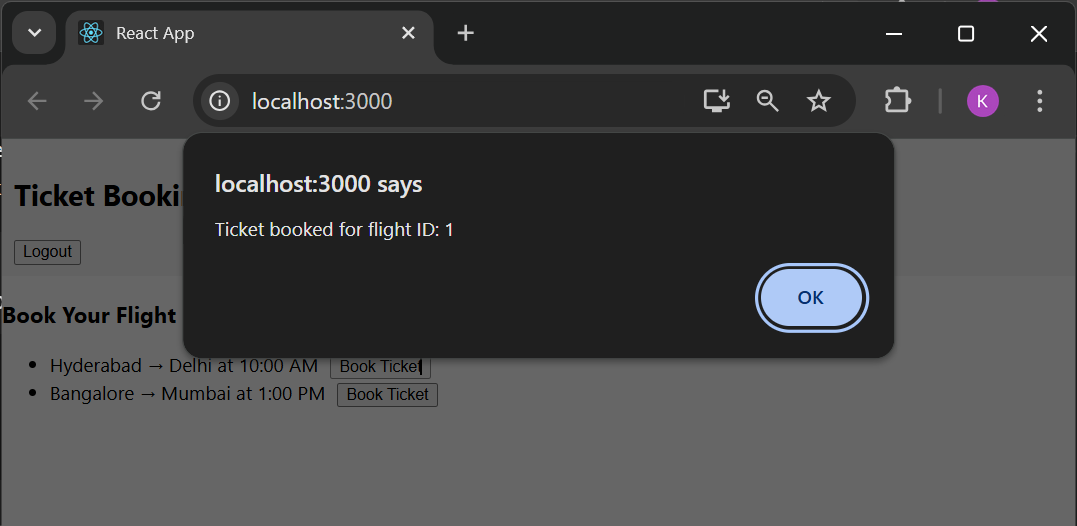 React App
localhost:3000
K
localhost:3000 says
Ticket booked for flight ID: 1
OK
Ticket
Logout
Book Your Flight
Hyderabad → Delhi at 10:00 AM Book Ticket
Bangalore → Mumbai at 1:00 PM Book Ticket